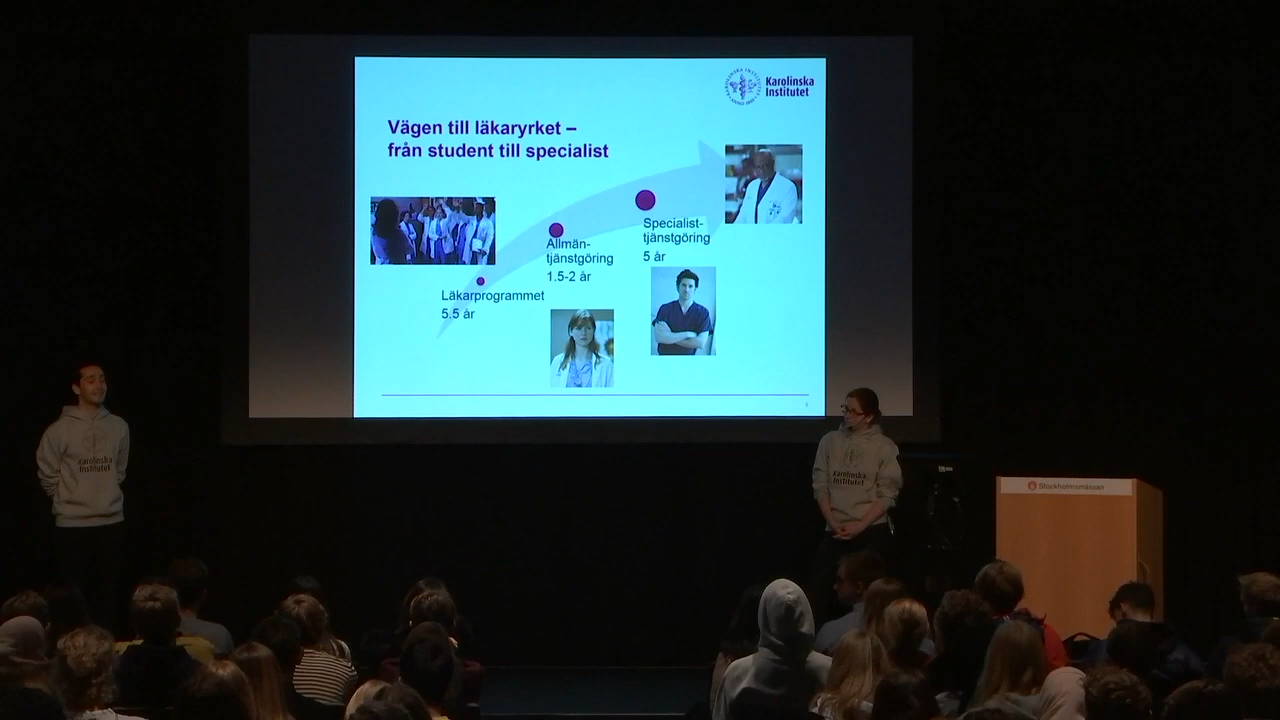 Karolinska
Institutet
Vägen till läkaryrket –
från student till specialist
Specialist-
tjänstgöring
5 år
Allmän-
tjänstgöring
1.5-2 år
Läkarprogrammet
5.5 år
Karolinska
Institutet
Karolinska
Institutet
Stockholmsmässan